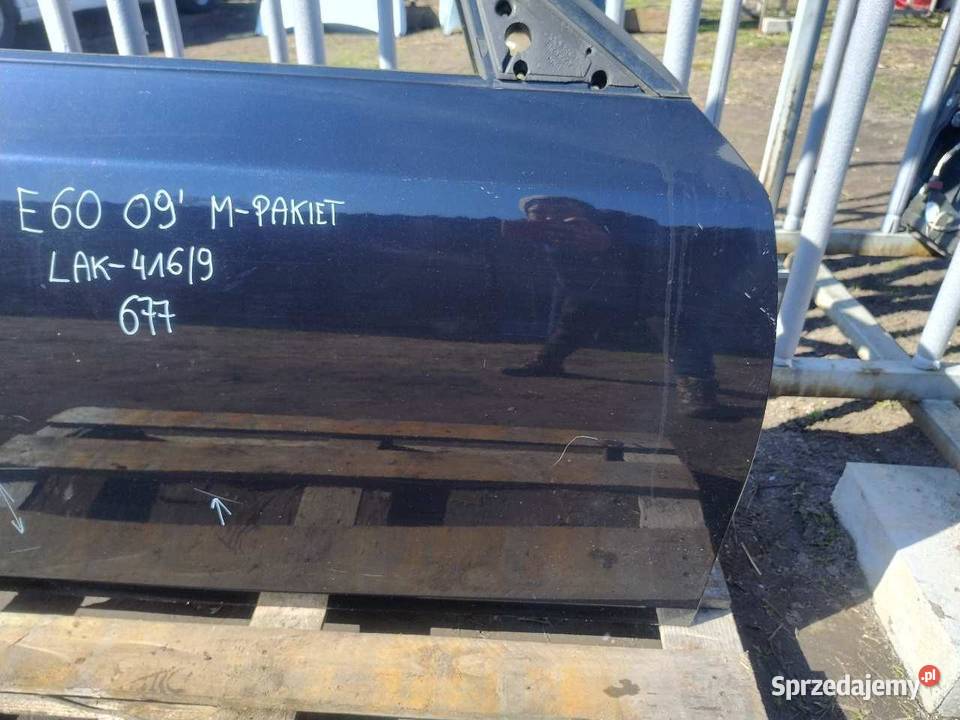 E60 09' M-PAKIET
LAK-416/9
677
Sprzedajemy.pl